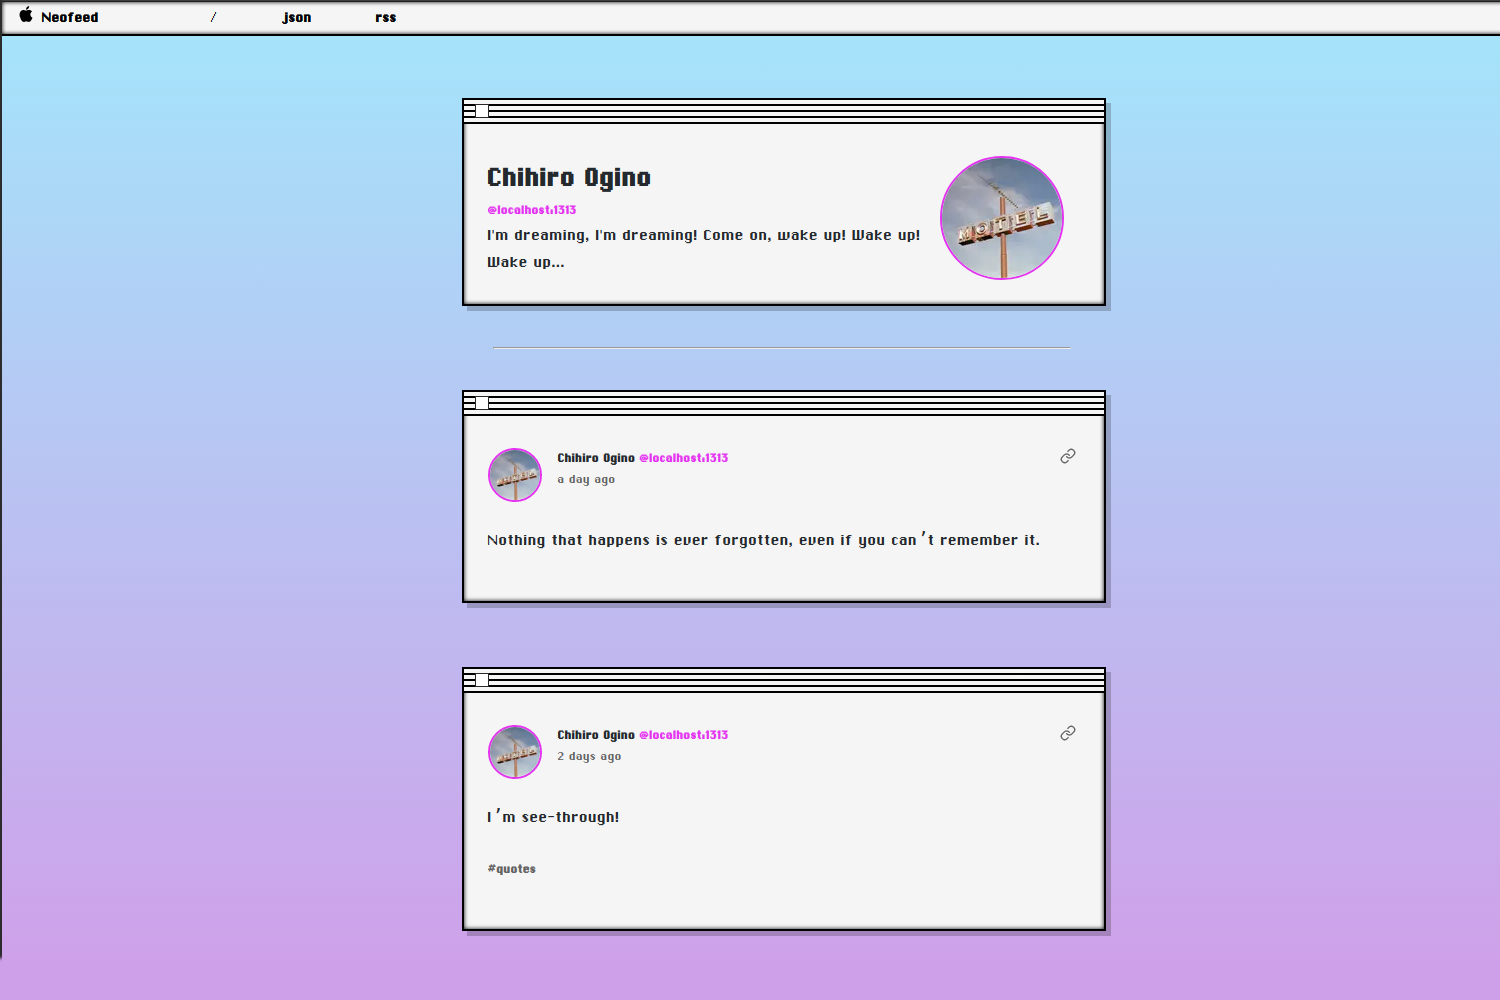 Neofeed / json rss
Chihiro Ogino
@localhost:1313
I'm dreaming, I'm dreaming! Come on, wake up! Wake up!
Wake up...
MOTEL
Chihiro Ogino @localhost:1313
a day ago
Nothing that happens is ever forgotten, even if you can’t remember it.
Chihiro Ogino @localhost:1313
2 days ago
I’m see-through!
#quotes